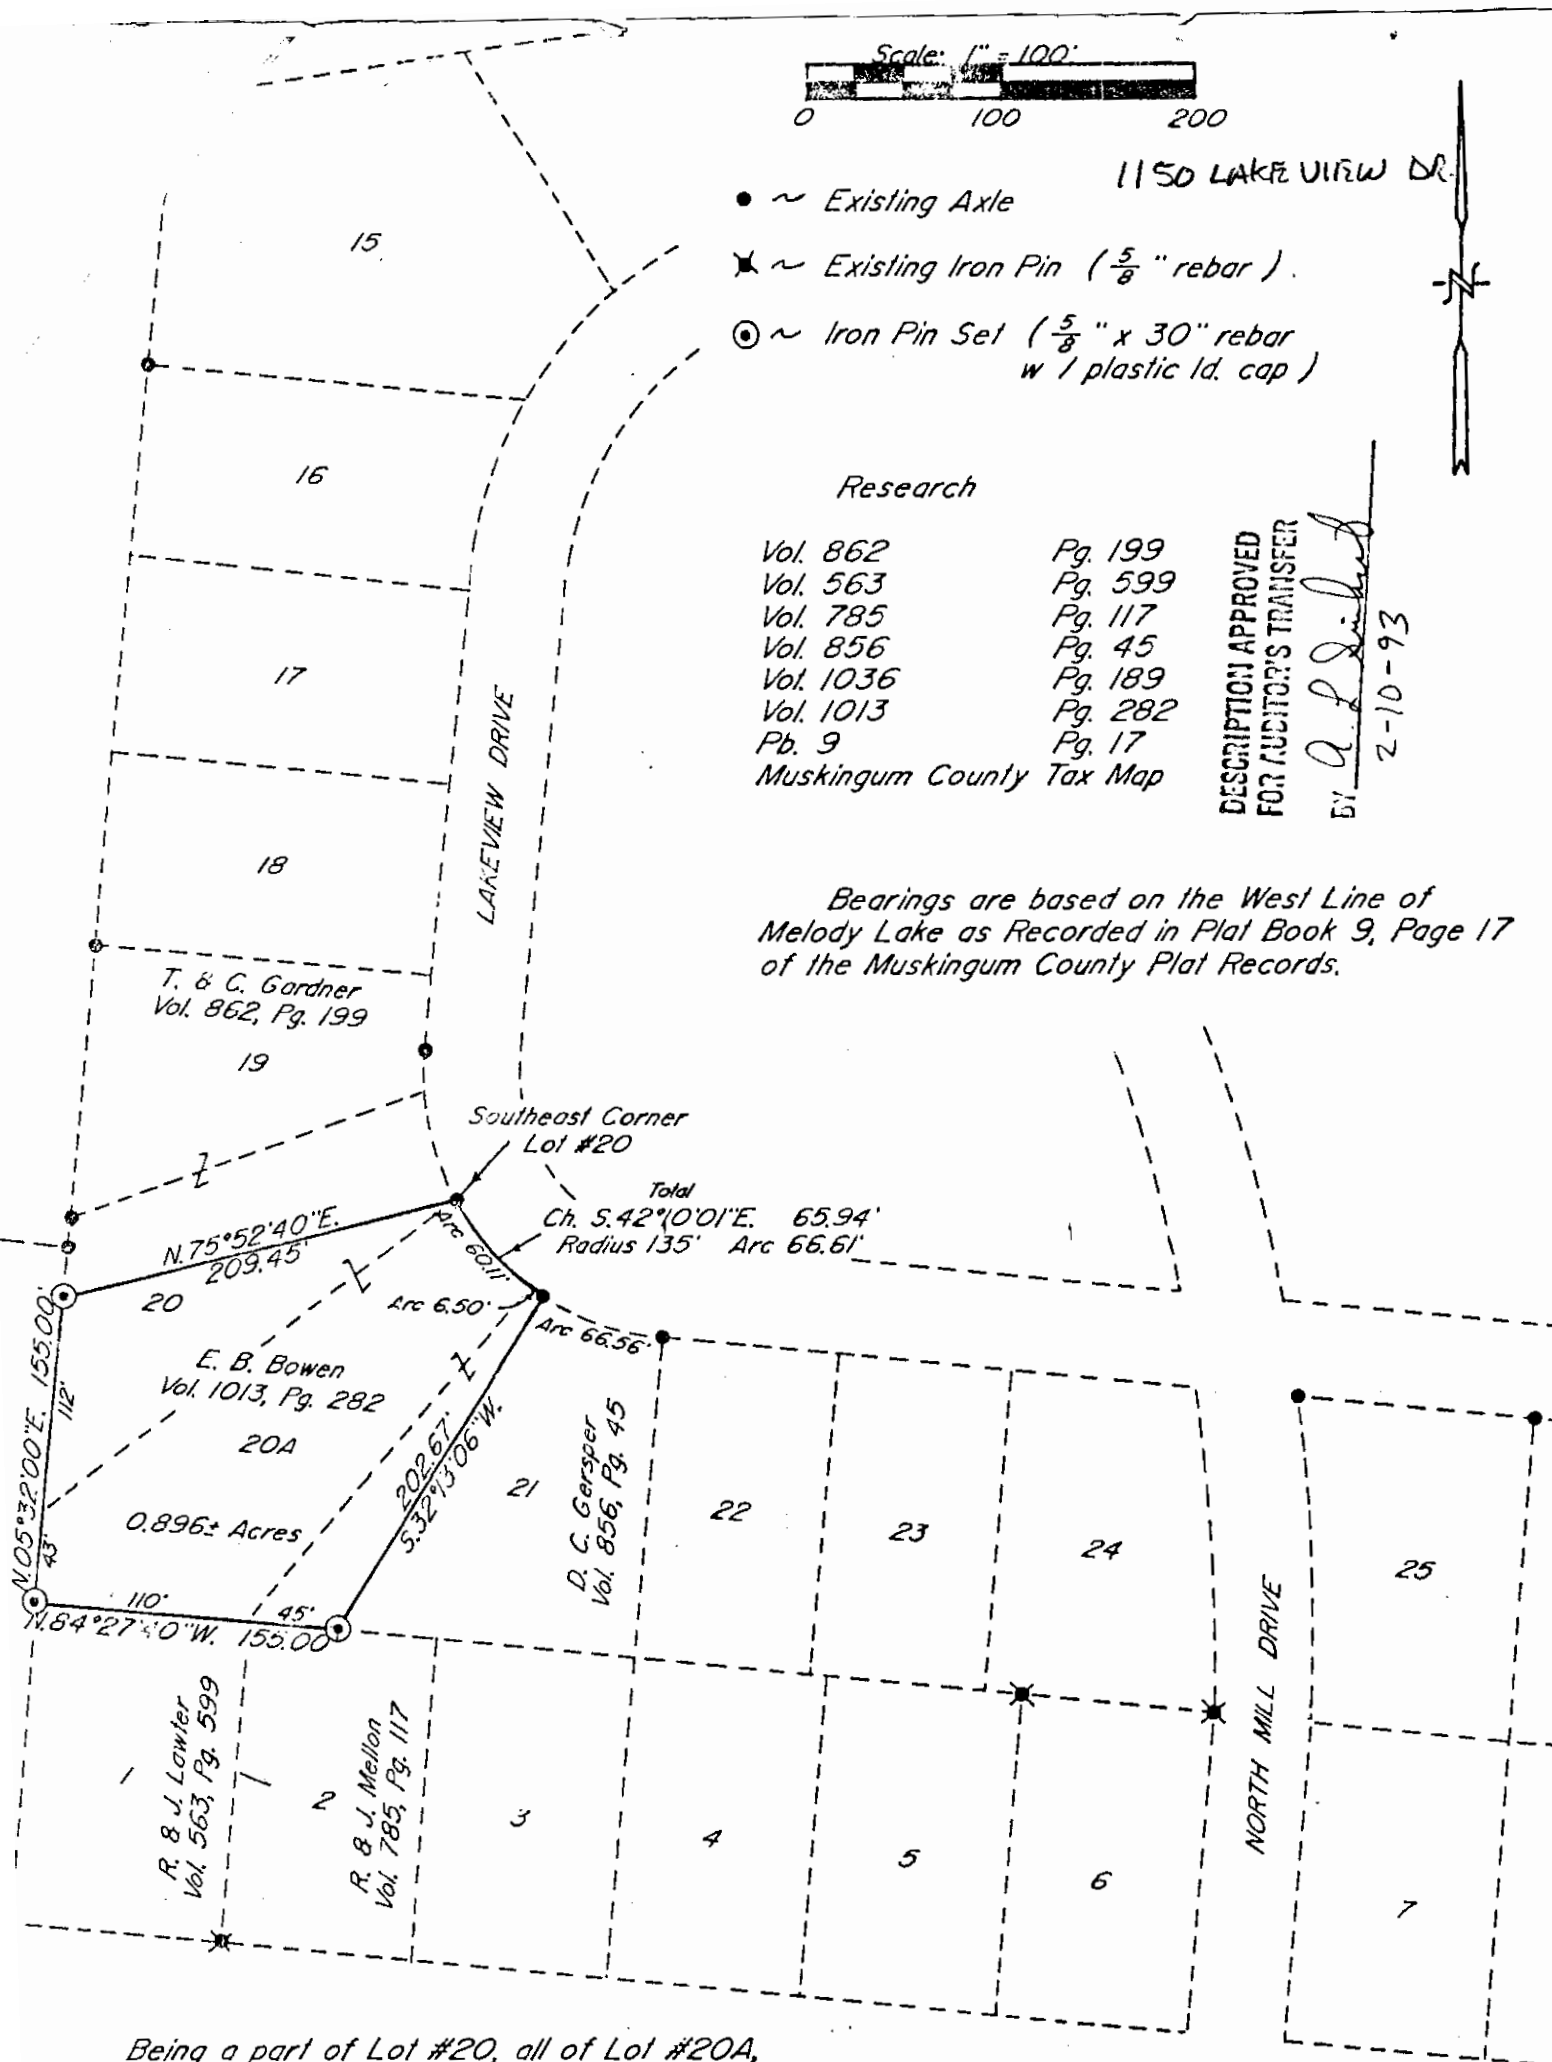 Scale: 1" = 100'
0 100 200
1150 LAKE VIEW DR.
~ Existing Axle
~ Existing Iron Pin ( 5/8 " rebar ) .
~ Iron Pin Set ( 5/8 " x 30" rebar
w / plastic Id. cap )
N
15
16
17
18
LAKEVIEW DRIVE
Research
Vol. 862 Pg. 199
Vol. 563 Pg. 599
Vol. 785 Pg. 117
Vol. 856 Pg. 45
Vol. 1036 Pg. 189
Vol. 1013 Pg. 282
Pb. 9 Pg. 17
Muskingum County Tax Map
DESCRIPTION APPROVED
FOR AUDITOR'S TRANSFER
BY
2-10-93
Bearings are based on the West Line of
Melody Lake as Recorded in Plat Book 9, Page 17
of the Muskingum County Plat Records.
T. & C. Gardner
Vol. 862, Pg. 199
19
Southeast Corner
Lot #20
Total
Ch. S.42°10'01"E. 65.94'
Radius 135' Arc 66.61'
N.75°52'40"E.
209.45'
Arc 60.11'
Arc 6.50'
Arc 66.56'
20
E. B. Bowen
Vol. 1013, Pg. 282
20A
0.896± Acres
N.05°32'00"E. 155.00'
112'
43'
202.67'
S.32°13'06"W.
110'
45'
N.84°27'40"W. 155.00'
21
D. C. Gersper
Vol. 856, Pg. 45
22
23
24
25
NORTH MILL DRIVE
1
R. & J. Lawter
Vol. 563, Pg. 599
2
R. & J. Mellon
Vol. 785, Pg. 117
3
4
5
6
7
Being a part of Lot #20, all of Lot #20A,